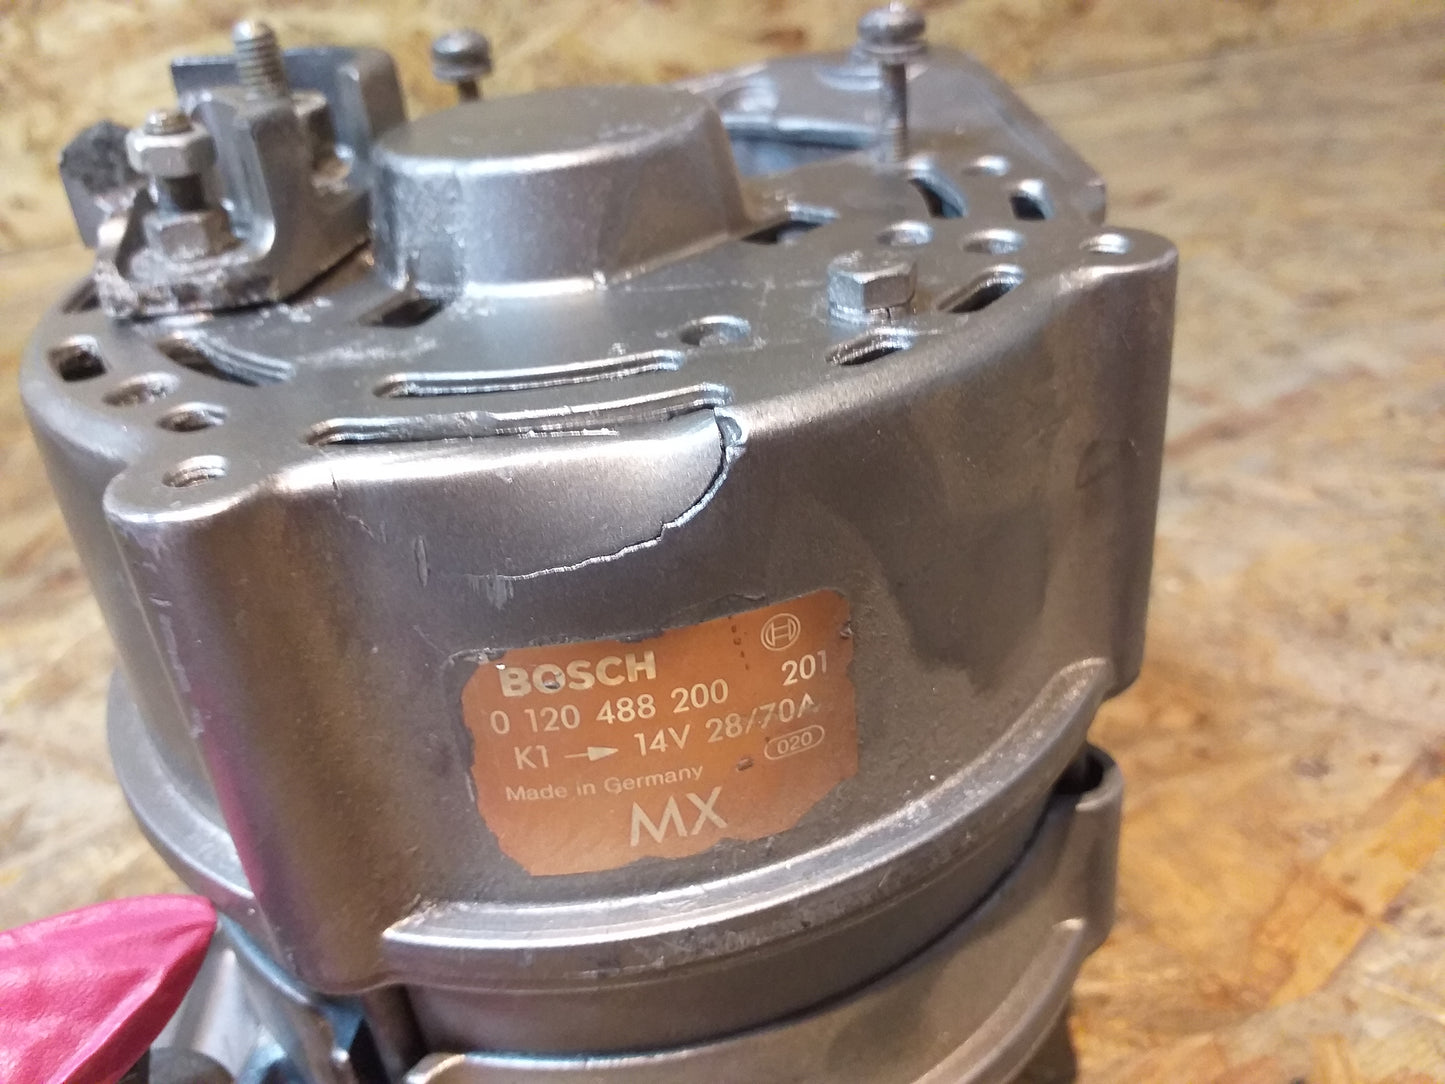 BOSCH
0 120 488 200 201
K1 → 14V 28/70A
020
Made in Germany
MX